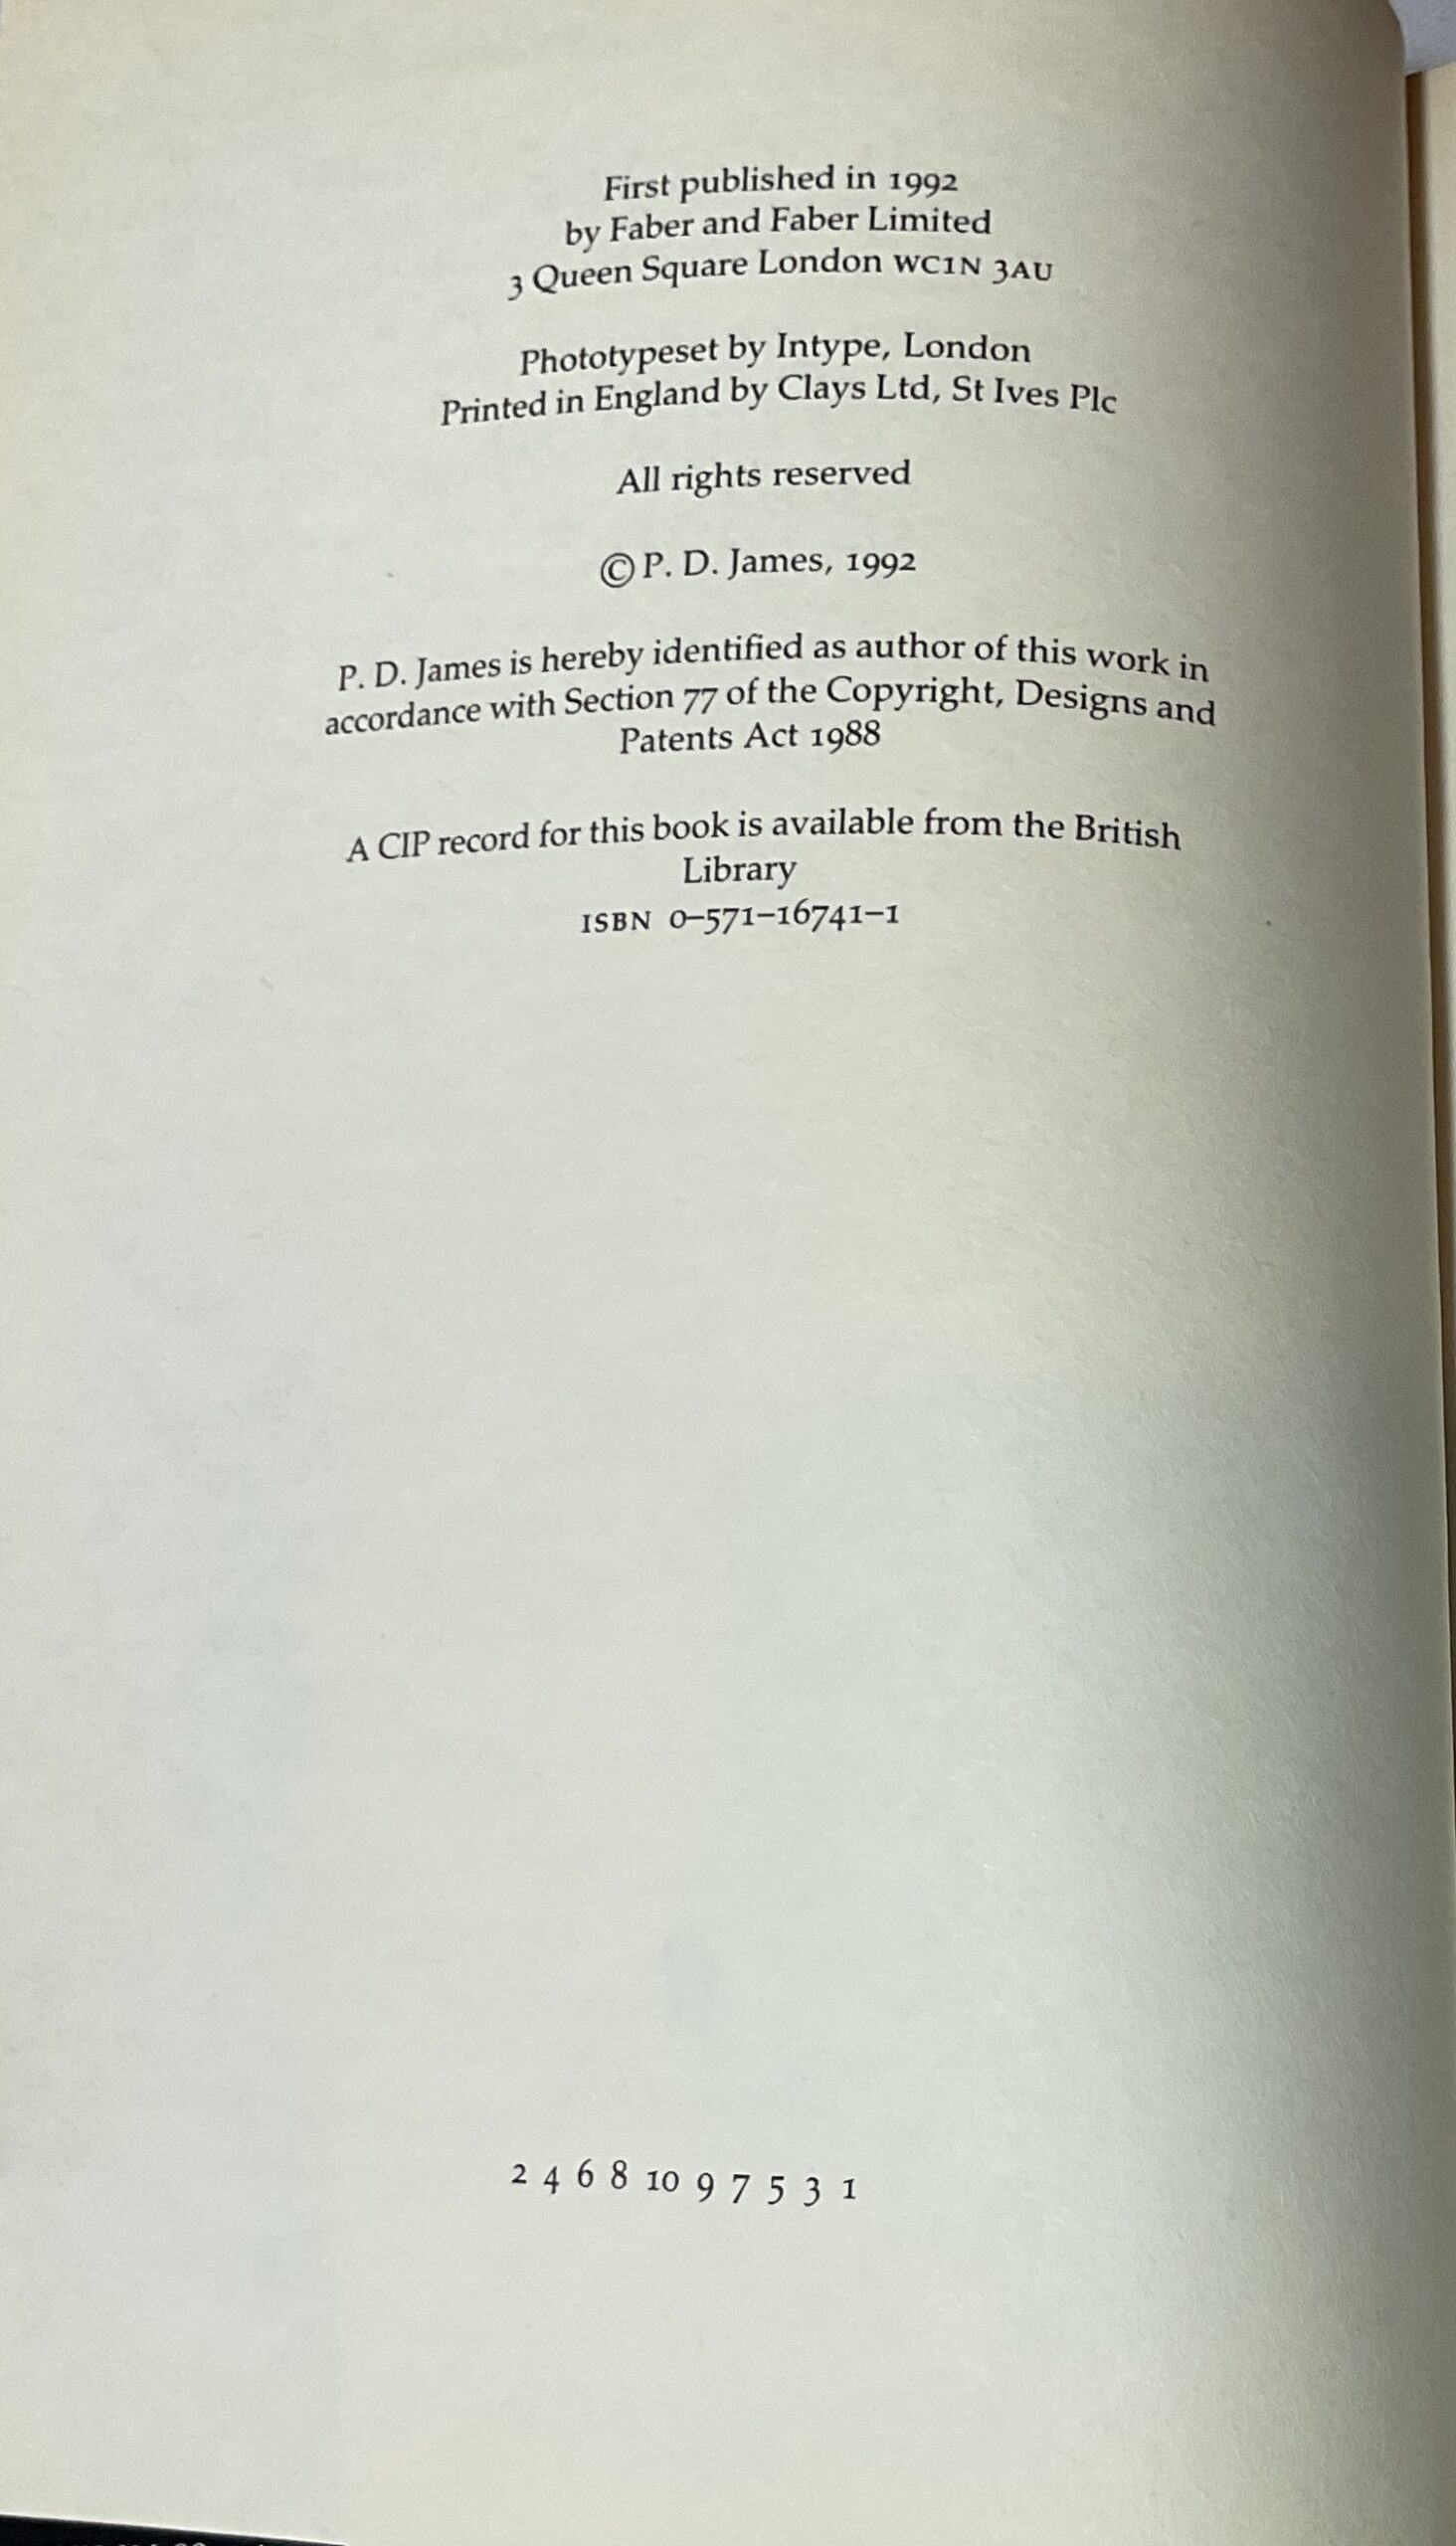 First published in 1992
by Faber and Faber Limited
3 Queen Square London WC1N 3AU
Phototypeset by Intype, London
Printed in England by Clays Ltd, St Ives Plc
All rights reserved
© P. D. James, 1992
P. D. James is hereby identified as author of this work in
accordance with Section 77 of the Copyright, Designs and
Patents Act 1988
A CIP record for this book is available from the British
Library
ISBN 0–571–16741–1
2 4 6 8 10 9 7 5 3 1